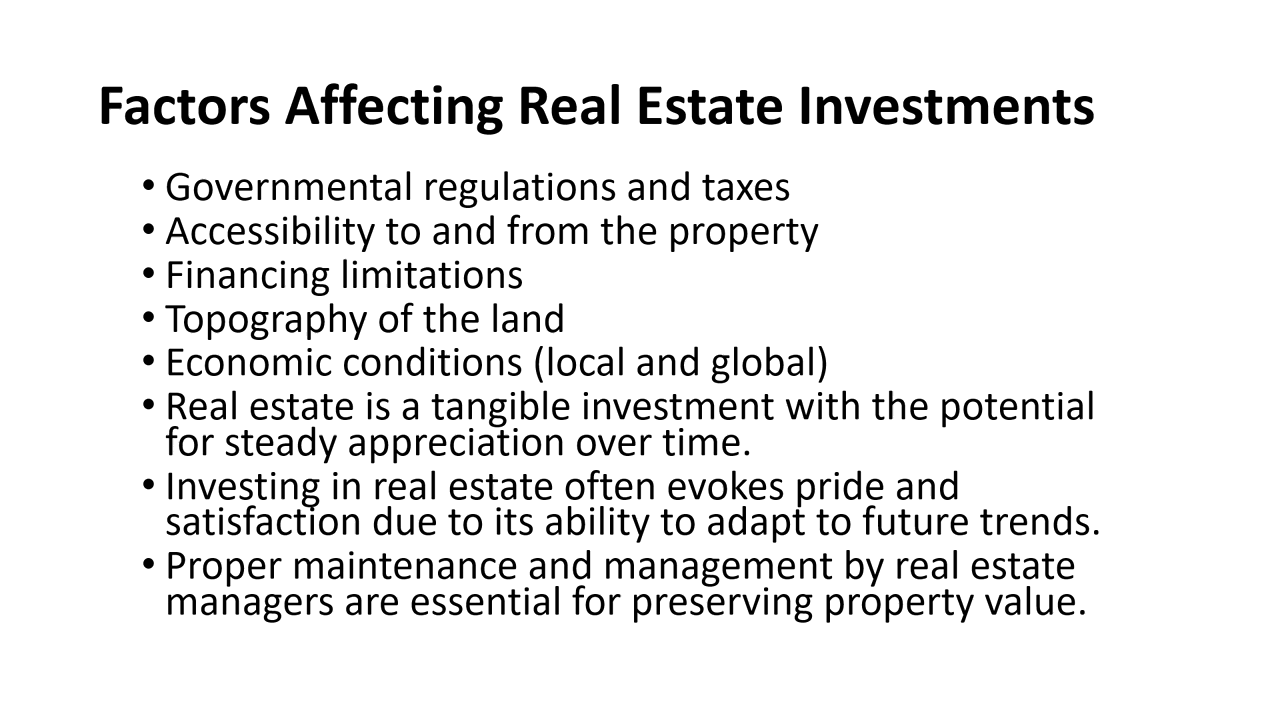 Factors Affecting Real Estate Investments
• Governmental regulations and taxes
• Accessibility to and from the property
• Financing limitations
• Topography of the land
• Economic conditions (local and global)
• Real estate is a tangible investment with the potential
for steady appreciation over time.
• Investing in real estate often evokes pride and
satisfaction due to its ability to adapt to future trends.
• Proper maintenance and management by real estate
managers are essential for preserving property value.